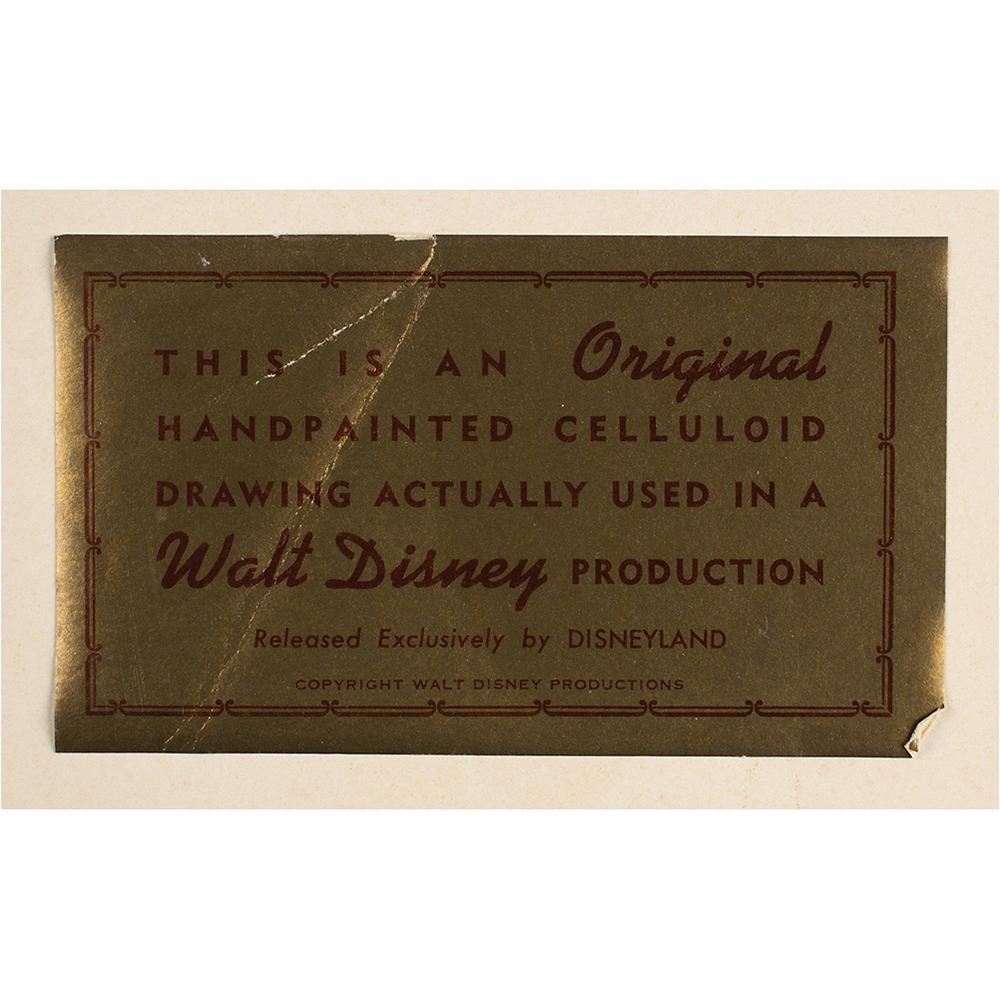 THIS IS AN Original
HANDPAINTED CELLULOID
DRAWING ACTUALLY USED IN A
Walt Disney PRODUCTION
Released Exclusively by DISNEYLAND
COPYRIGHT WALT DISNEY PRODUCTIONS